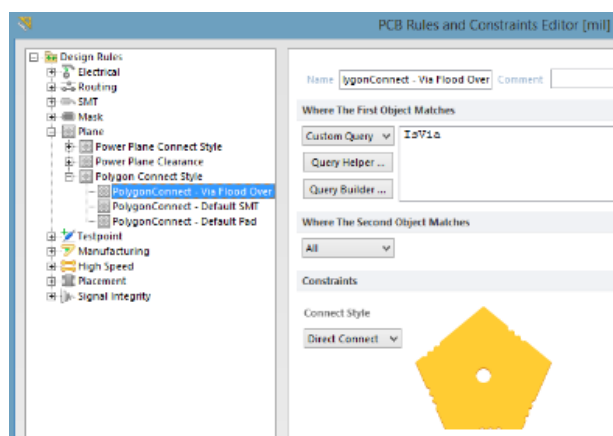 PCB Rules and Constraints Editor [mil]
Design Rules
Electrical
Routing
SMT
Mask
Plane
Power Plane Connect Style
Power Plane Clearance
Polygon Connect Style
PolygonConnect - Via Flood Over
PolygonConnect - Default SMT
PolygonConnect - Default Pad
Testpoint
Manufacturing
High Speed
Placement
Signal Integrity
Name lygonConnect - Via Flood Over Comment
Where The First Object Matches
Custom Query IsVia
Query Helper ...
Query Builder ...
Where The Second Object Matches
All
Constraints
Connect Style
Direct Connect